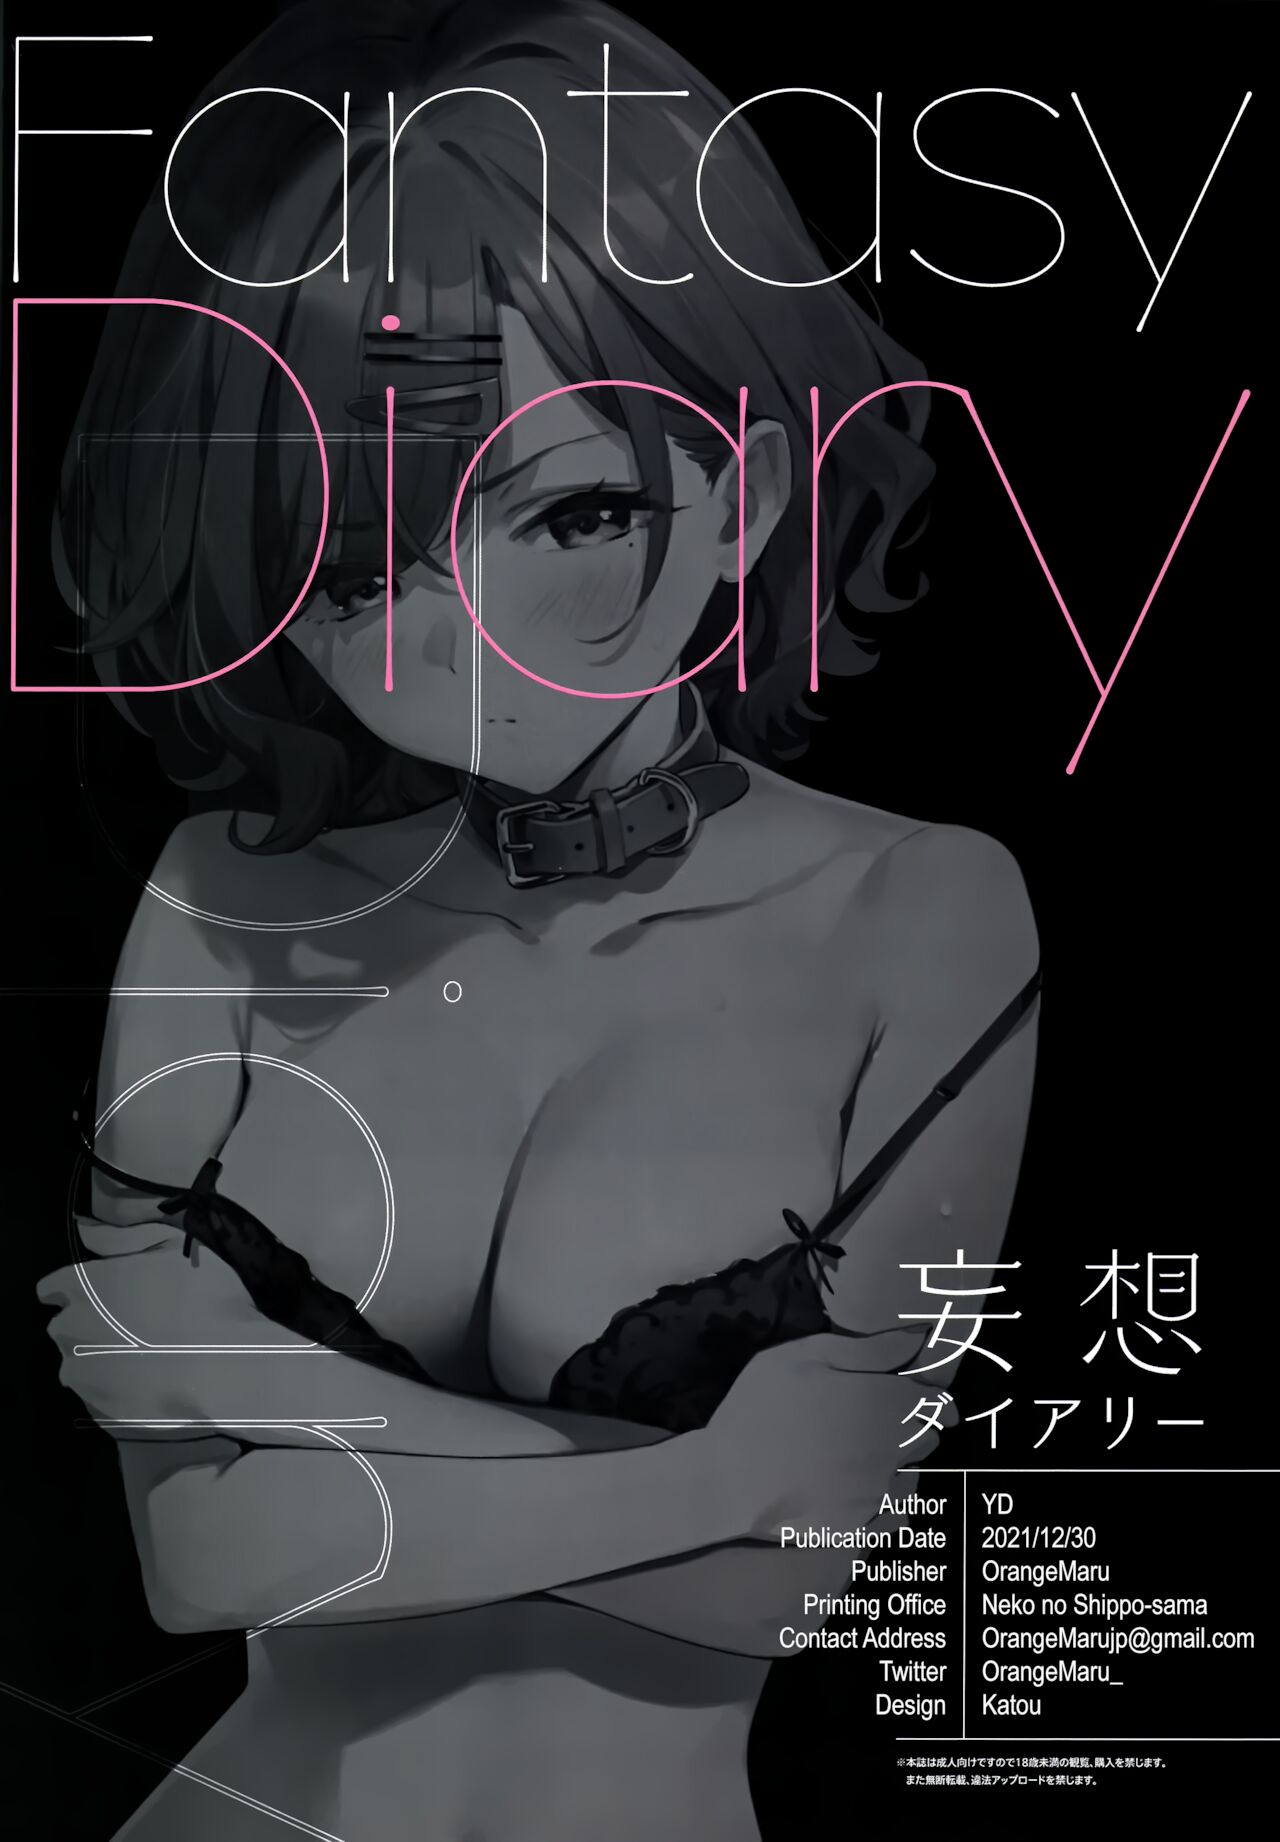 Fantasy
Diary
妄想
ダイアリー
Author YD
Publication Date 2021/12/30
Publisher OrangeMaru
Printing Office Neko no Shippo-sama
Contact Address OrangeMarujp@gmail.com
Twitter OrangeMaru_
Design Katou
※本誌は成人向けですので18歳未満の観覧、購入を禁じます。
また無断転載、違法アップロードを禁じます。